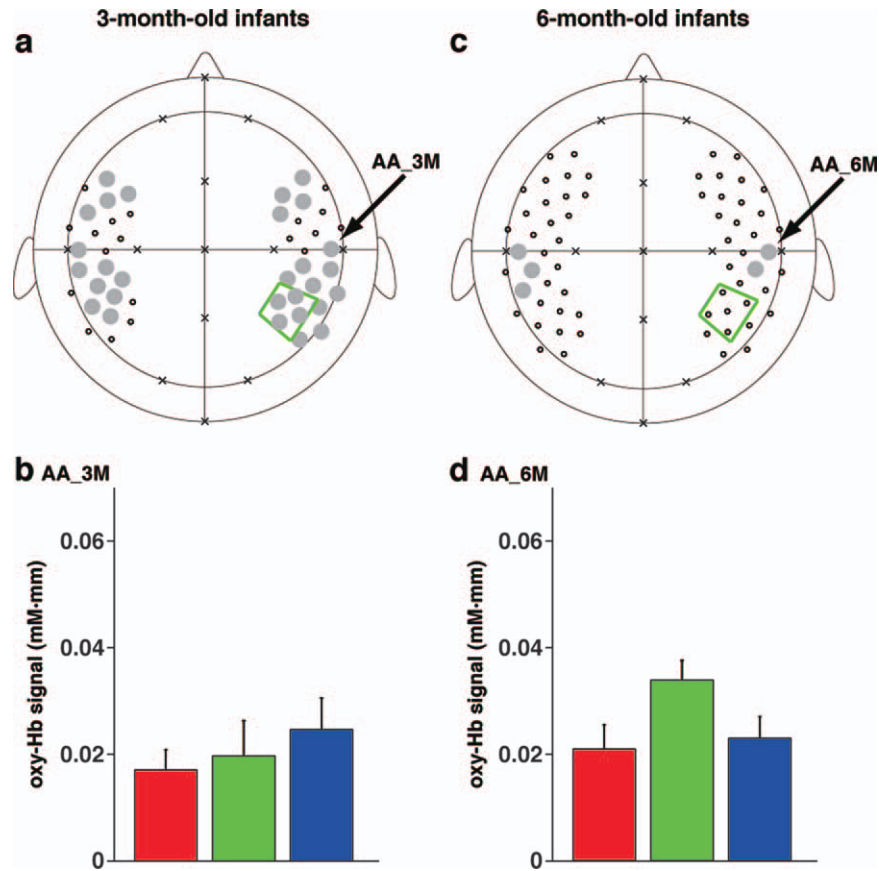 3-month-old infants
6-month-old infants
a
c
AA_3M
AA_6M
b AA_3M
d AA_6M
oxy-Hb signal (mM·mm)
0.06
0.04
0.02
0
oxy-Hb signal (mM·mm)
0.06
0.04
0.02
0